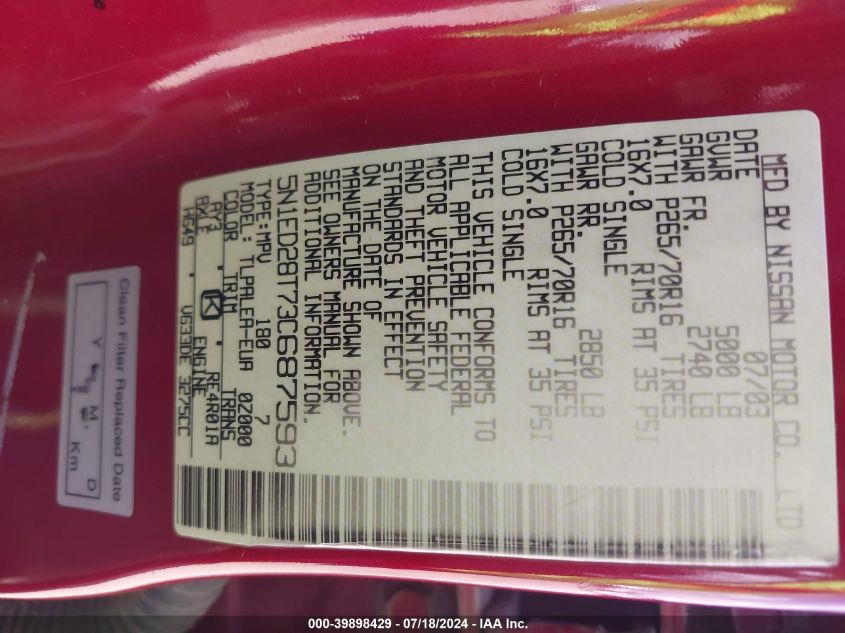 MFD BY NISSAN MOTOR CO., LTD
DATE 07/03
GVWR 5000 LB
GAWR FR. 2740 LB
WITH P265/70R16 TIRES
16X7.0 RIMS AT 35 PSI
COLD SINGLE
GAWR RR. 2850 LB
WITH P265/70R16 TIRES
16X7.0 RIMS AT 35 PSI
COLD SINGLE
THIS VEHICLE CONFORMS TO
ALL APPLICABLE FEDERAL
MOTOR VEHICLE SAFETY
AND THEFT PREVENTION
STANDARDS IN EFFECT
ON THE DATE OF
MANUFACTURE SHOWN ABOVE.
SEE OWNERS MANUAL FOR
ADDITIONAL INFORMATION.
5N1ED28T73C687593
TYPE:MPV 180 7
MODEL: TLPALEA-EUA 0Z000
COLOR TRIM TRANS
AY3 K RE4R01A
ENGINE
HG49 VG33DE 3275CC
Clean Filter Replaced Date
Y M. D
Km
000-39898429 - 07/18/2024 - IAA Inc.